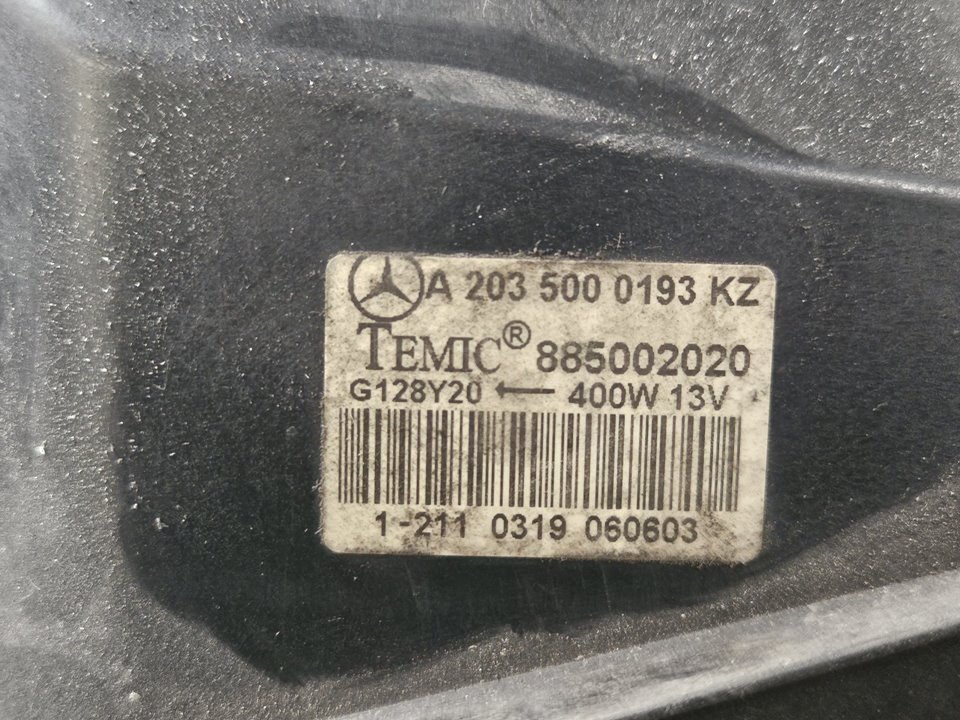 A 203 500 0193 KZ
TEMIC® 885002020
G128Y20 ← 400W 13V
1-211 0319 060603